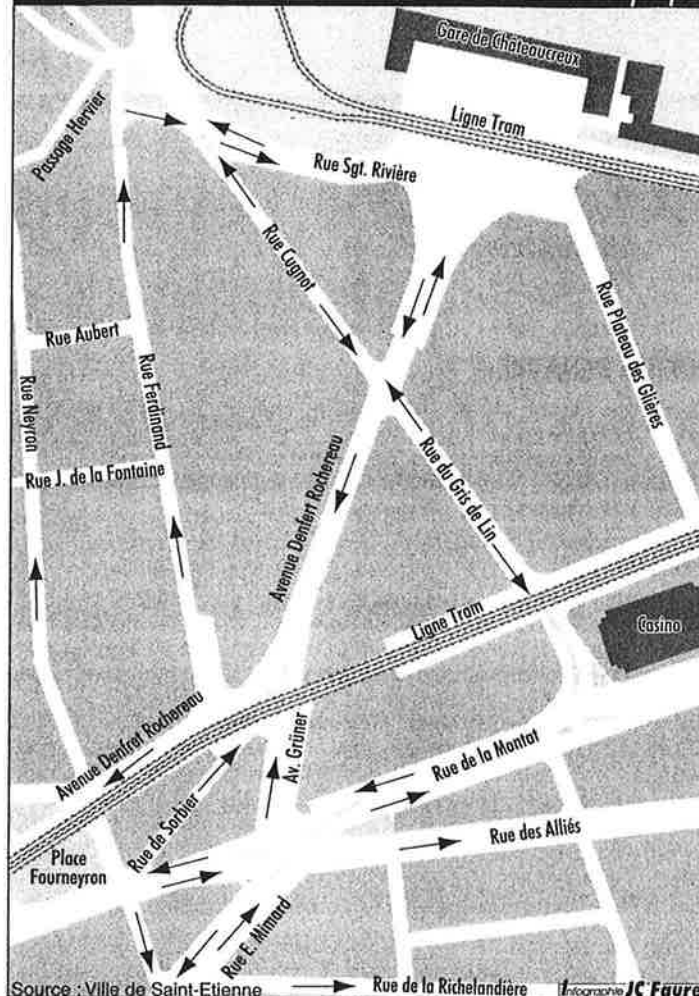 Gare de Châteaucreux
Ligne Tram
Passage Hervier
Rue Sgt. Rivière
Rue Cugnot
Rue Plateau des Glières
Rue Aubert
Rue Ferdinand
Rue Neyron
Rue J. de la Fontaine
Avenue Denfert Rochereau
Rue du Gris de Lin
Ligne Tram
Casino
Avenue Denfret Rochereau
Av. Grüner
Rue de la Montat
Rue de Sorbier
Rue des Alliés
Place
Fourneyron
Rue E. Mimard
Source : Ville de Saint-Etienne
Rue de la Richelandière
Infographie JC Faure